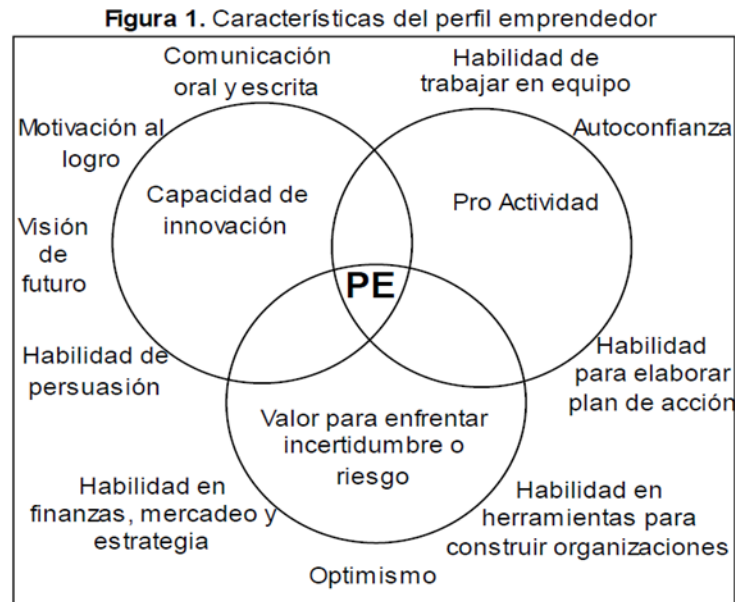 Figura 1. Características del perfil emprendedor
Comunicación
oral y escrita
Habilidad de
trabajar en equipo
Motivación al
logro
Autoconfianza
Capacidad de
innovación
Pro Actividad
Visión
de
futuro
PE
Habilidad de
persuasión
Habilidad
para elaborar
plan de acción
Valor para enfrentar
incertidumbre o
riesgo
Habilidad en
finanzas, mercadeo y
estrategia
Habilidad en
herramientas para
construir organizaciones
Optimismo